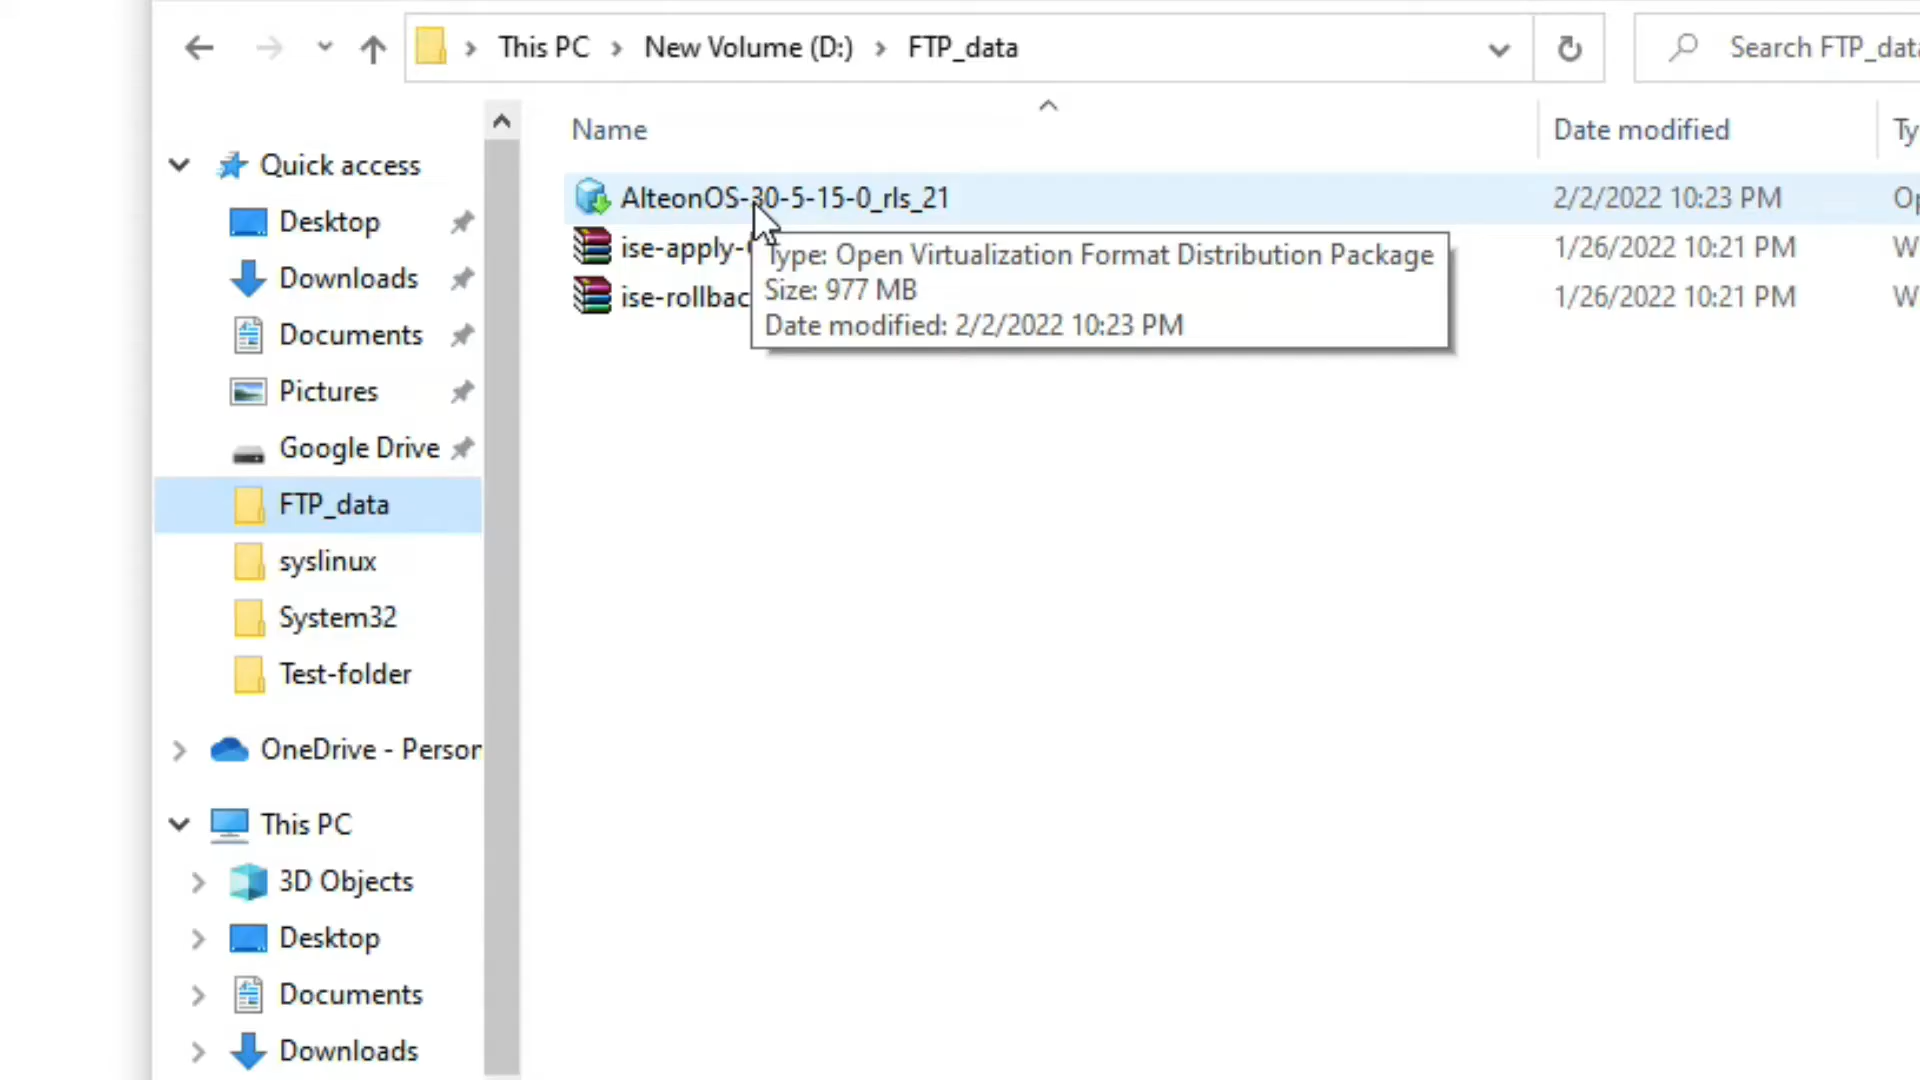 This PC > New Volume (D:) > FTP_data
Search FTP_data
Name
Date modified
Ty
Quick access
Desktop
Downloads
Documents
Pictures
Google Drive
FTP_data
syslinux
System32
Test-folder
OneDrive - Person
This PC
3D Objects
Desktop
Documents
Downloads
AlteonOS-30-5-15-0_rls_21
2/2/2022 10:23 PM
Op
ise-apply-
1/26/2022 10:21 PM
W
ise-rollbac
1/26/2022 10:21 PM
W
Type: Open Virtualization Format Distribution Package
Size: 977 MB
Date modified: 2/2/2022 10:23 PM